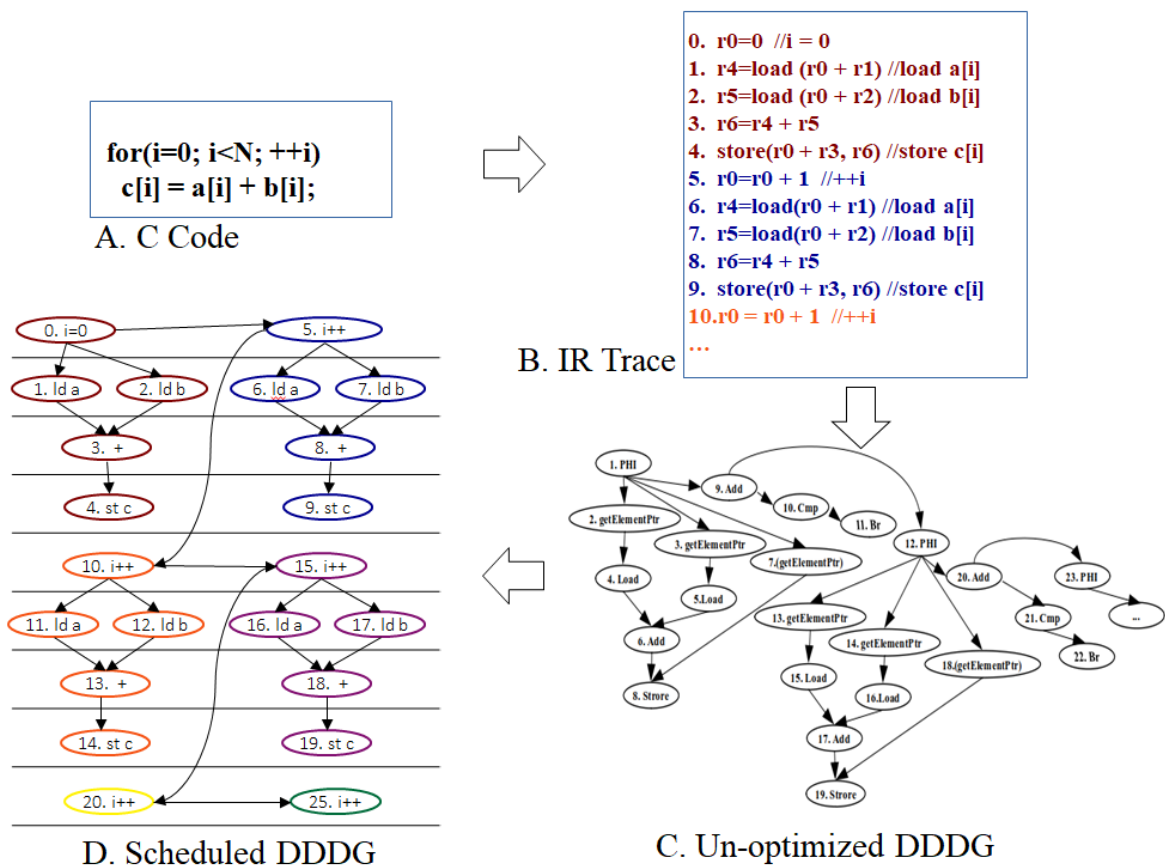 for(i=0; i<N; ++i)
c[i] = a[i] + b[i];
A. C Code
0. r0=0 //i = 0
1. r4=load (r0 + r1) //load a[i]
2. r5=load (r0 + r2) //load b[i]
3. r6=r4 + r5
4. store(r0 + r3, r6) //store c[i]
5. r0=r0 + 1 //++i
6. r4=load(r0 + r1) //load a[i]
7. r5=load(r0 + r2) //load b[i]
8. r6=r4 + r5
9. store(r0 + r3, r6) //store c[i]
10.r0 = r0 + 1 //++i
...
B. IR Trace
0. i=0
5. i++
1. ld a
2. ld b
6. ld a
7. ld b
3. +
8. +
4. st c
9. st c
10. i++
15. i++
11. ld a
12. ld b
16. ld a
17. ld b
13. +
18. +
14. st c
19. st c
20. i++
25. i++
D. Scheduled DDDG
1. PHI
9. Add
10. Cmp
11. Br
2. getElementPtr
3. getElementPtr
7.(getElementPtr)
4. Load
5.Load
6. Add
8. Strore
12. PHI
20. Add
23. PHI
13. getElementPtr
14. getElementPtr
18.(getElementPtr)
21. Cmp
...
22. Br
15. Load
16.Load
17. Add
19. Strore
C. Un-optimized DDDG